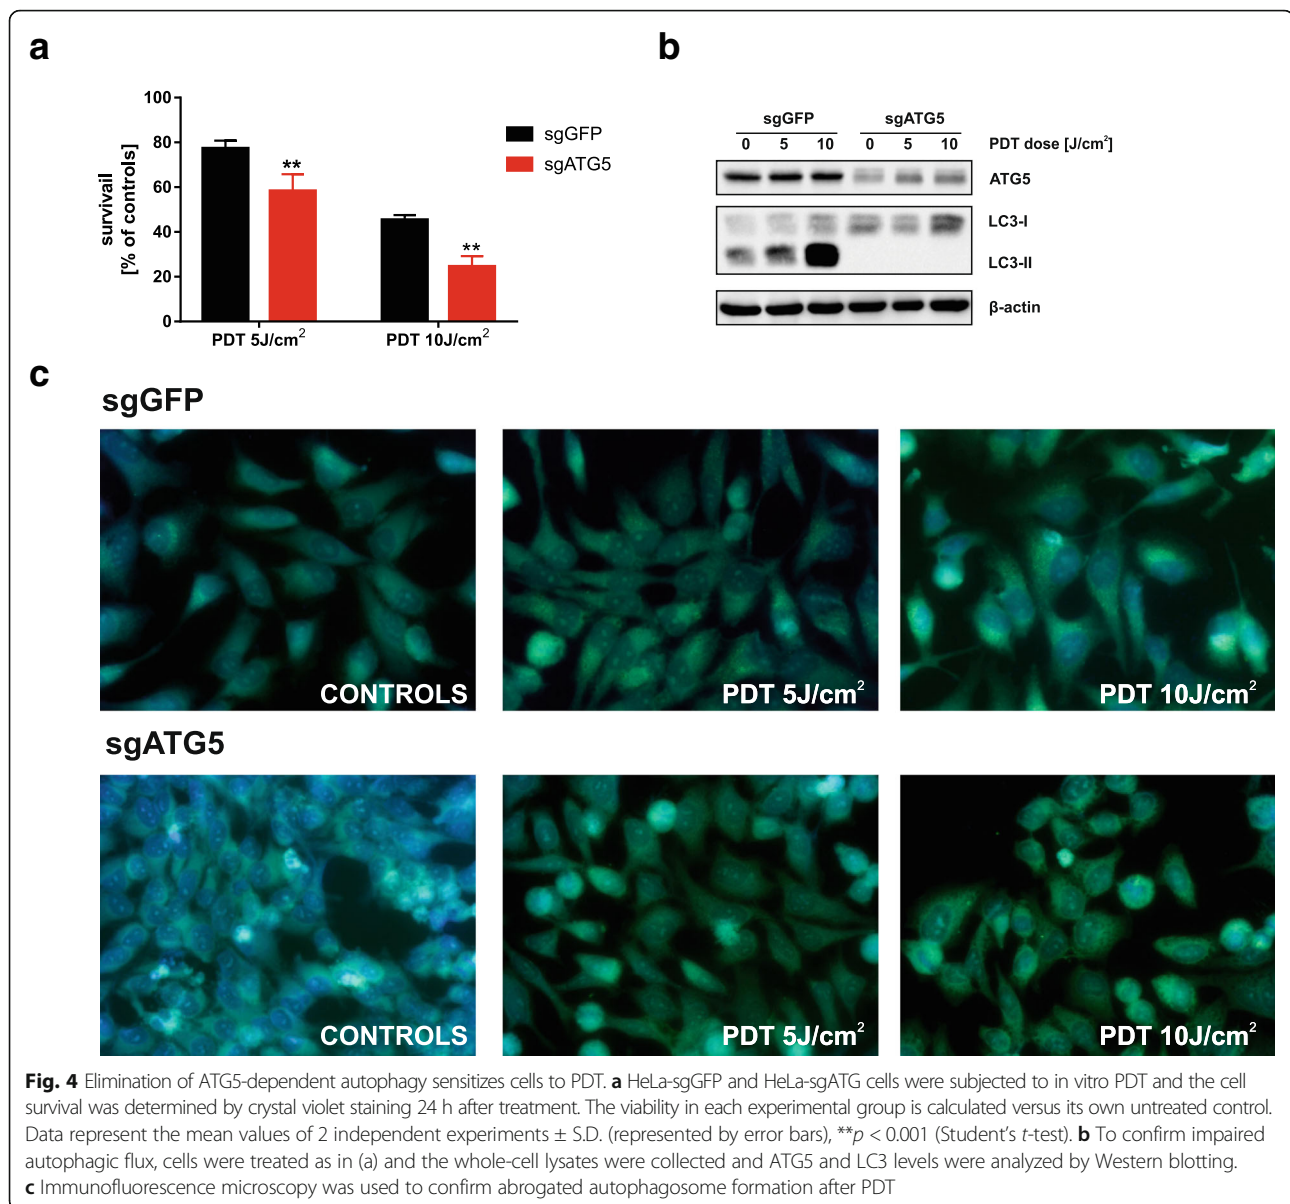 a
100
80
60
40
20
0
survail
[% of controls]
**
**
sgGFP
sgATG5
PDT 5J/cm²
PDT 10J/cm²
b
sgGFP sgATG5
0 5 10 0 5 10 PDT dose [J/cm²]
ATG5
LC3-I
LC3-II
β-actin
c
sgGFP
CONTROLS
PDT 5J/cm²
PDT 10J/cm²
sgATG5
CONTROLS
PDT 5J/cm²
PDT 10J/cm²
Fig. 4 Elimination of ATG5-dependent autophagy sensitizes cells to PDT. a HeLa-sgGFP and HeLa-sgATG cells were subjected to in vitro PDT and the cell
survival was determined by crystal violet staining 24 h after treatment. The viability in each experimental group is calculated versus its own untreated control.
Data represent the mean values of 2 independent experiments ± S.D. (represented by error bars), **p < 0.001 (Student's t-test). b To confirm impaired
autophagic flux, cells were treated as in (a) and the whole-cell lysates were collected and ATG5 and LC3 levels were analyzed by Western blotting.
c Immunofluorescence microscopy was used to confirm abrogated autophagosome formation after PDT